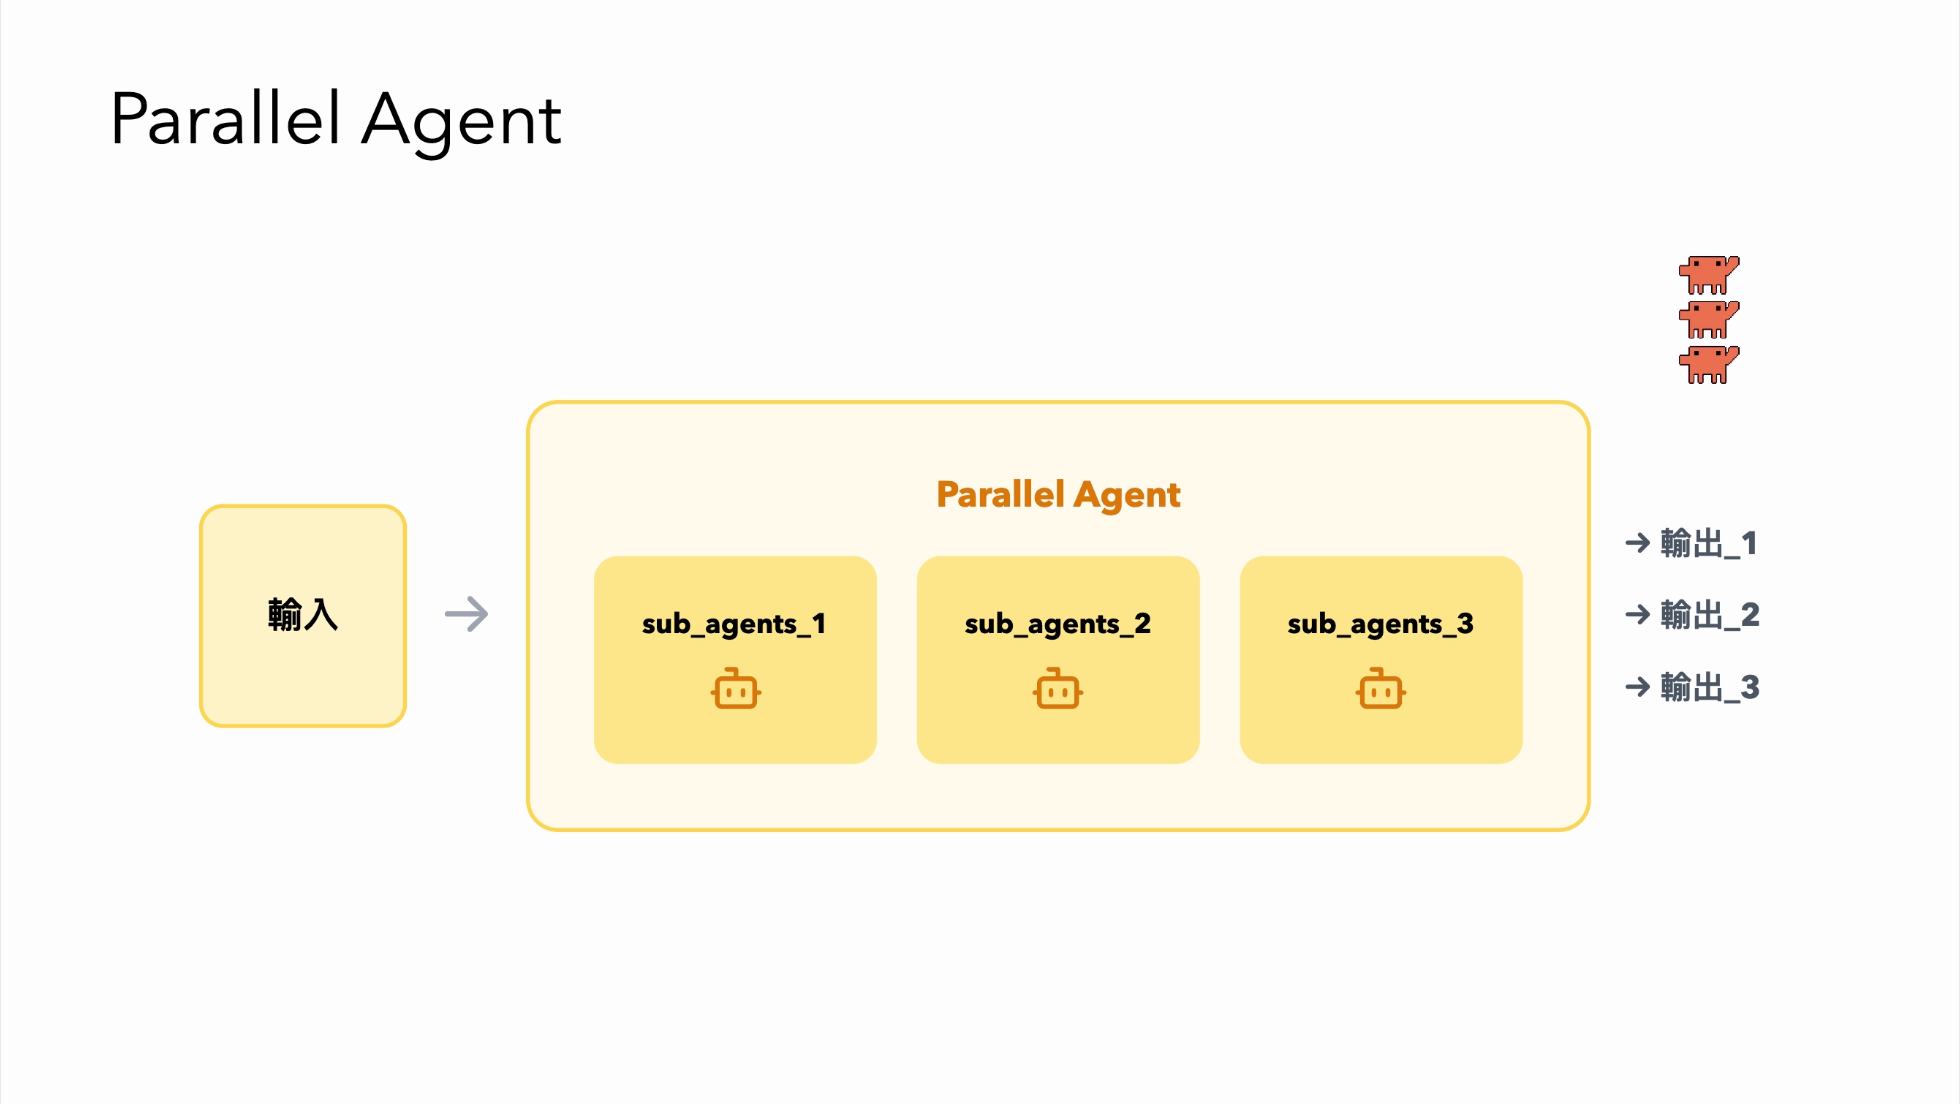 Parallel Agent
輸入
→
Parallel Agent
sub_agents_1
sub_agents_2
sub_agents_3
→ 輸出_1
→ 輸出_2
→ 輸出_3